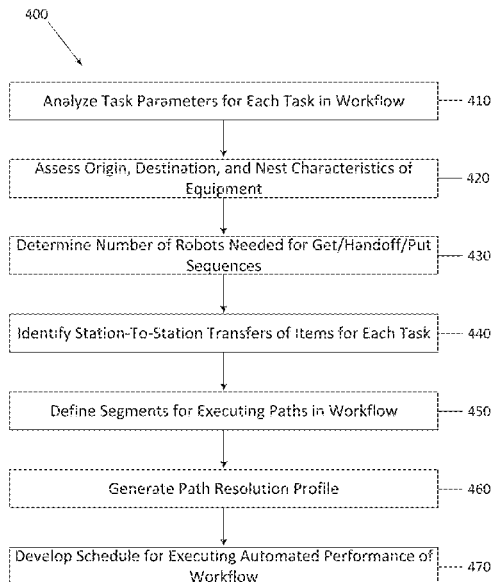 400
Analyze Task Parameters for Each Task in Workflow
410
Assess Origin, Destination, and Nest Characteristics of
Equipment
420
Determine Number of Robots Needed for Get/Handoff/Put
Sequences
430
Identify Station-To-Station Transfers of Items for Each Task
440
Define Segments for Executing Paths in Workflow
450
Generate Path Resolution Profile
460
Develop Schedule for Executing Automated Performance of
Workflow
470